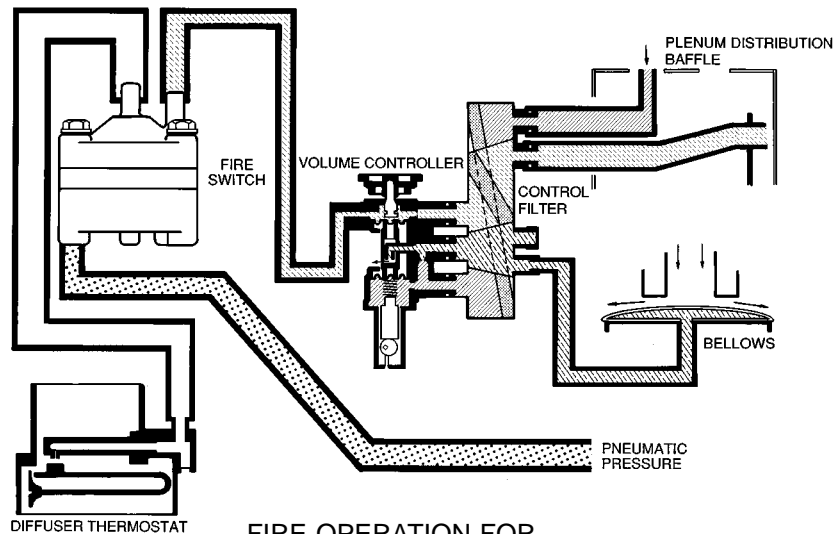 PLENUM DISTRIBUTION
BAFFLE
FIRE
SWITCH
VOLUME CONTROLLER
CONTROL
FILTER
BELLOWS
PNEUMATIC
PRESSURE
DIFFUSER THERMOSTAT
FIRE OPERATION FOR